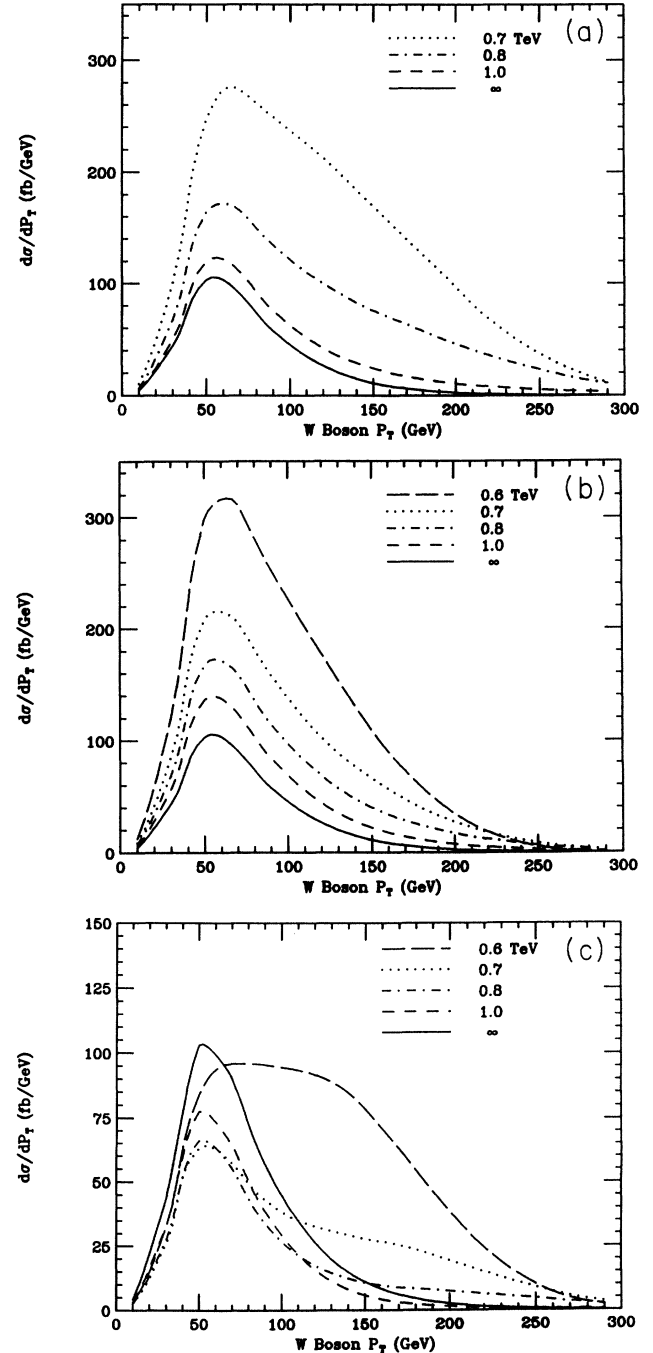 (a)
0.7 TeV
0.8
1.0
∞
300
200
100
0
dσ/dP_T (fb/GeV)
0 50 100 150 200 250 300
W Boson P_T (GeV)
(b)
0.6 TeV
0.7
0.8
1.0
∞
300
200
100
0
dσ/dP_T (fb/GeV)
0 50 100 150 200 250 300
W Boson P_T (GeV)
(c)
0.6 TeV
0.7
0.8
1.0
∞
150
125
100
75
50
25
0
dσ/dP_T (fb/GeV)
0 50 100 150 200 250 300
W Boson P_T (GeV)